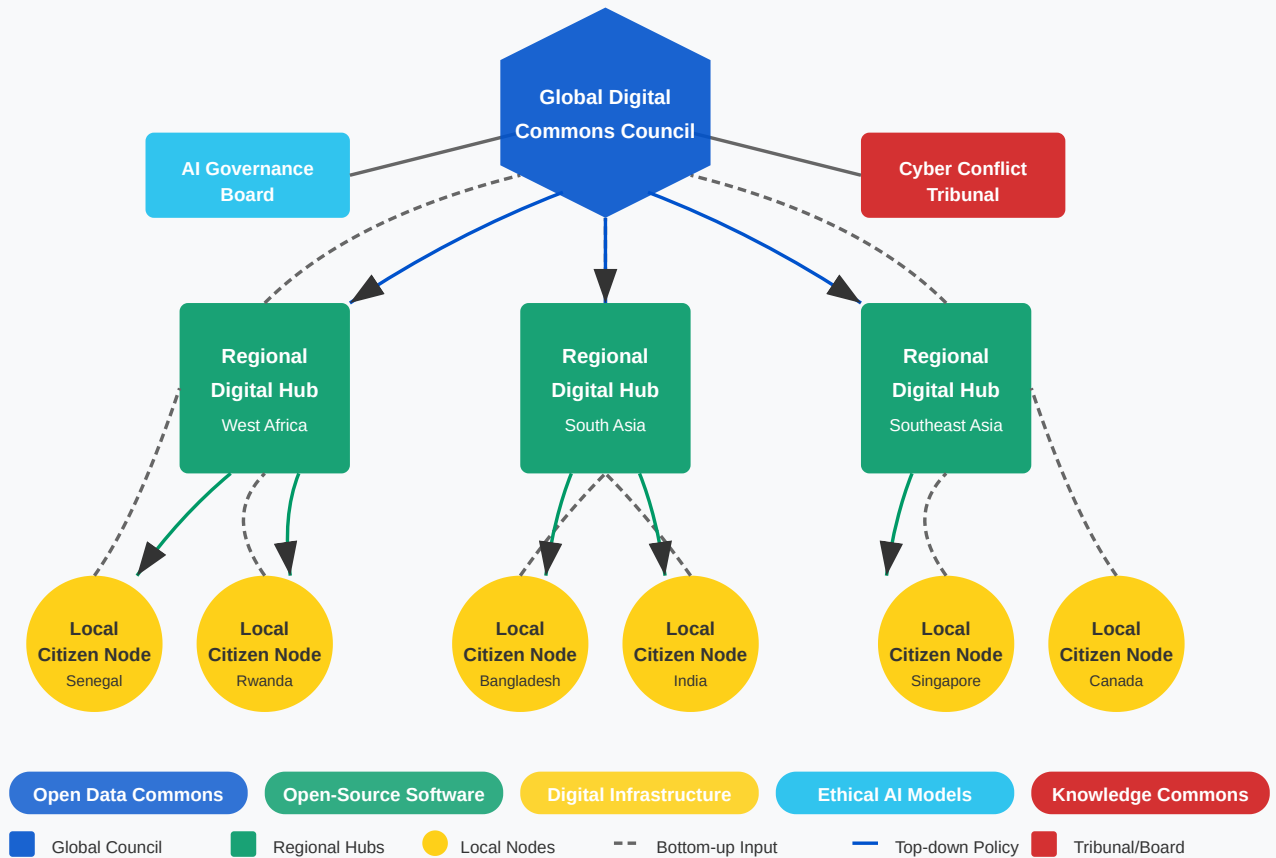 Global Digital
Commons Council
AI Governance
Board
Cyber Conflict
Tribunal
Regional
Digital Hub
West Africa
Regional
Digital Hub
South Asia
Regional
Digital Hub
Southeast Asia
Local
Citizen Node
Senegal
Local
Citizen Node
Rwanda
Local
Citizen Node
Bangladesh
Local
Citizen Node
India
Local
Citizen Node
Singapore
Local
Citizen Node
Canada
Open Data Commons
Open-Source Software
Digital Infrastructure
Ethical AI Models
Knowledge Commons
Global Council
Regional Hubs
Local Nodes
Bottom-up Input
Top-down Policy
Tribunal/Board